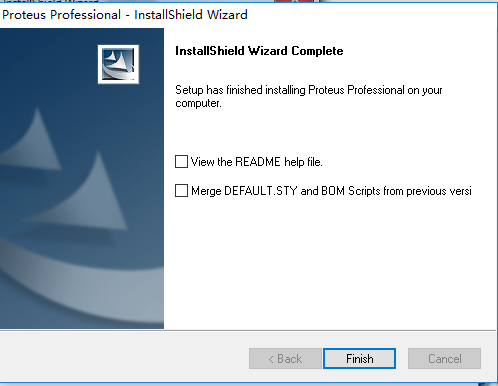 Proteus Professional - InstallShield Wizard
InstallShield Wizard Complete
Setup has finished installing Proteus Professional on your
computer.
View the README help file.
Merge DEFAULT.STY and BOM Scripts from previous versi
< Back
Finish
Cancel